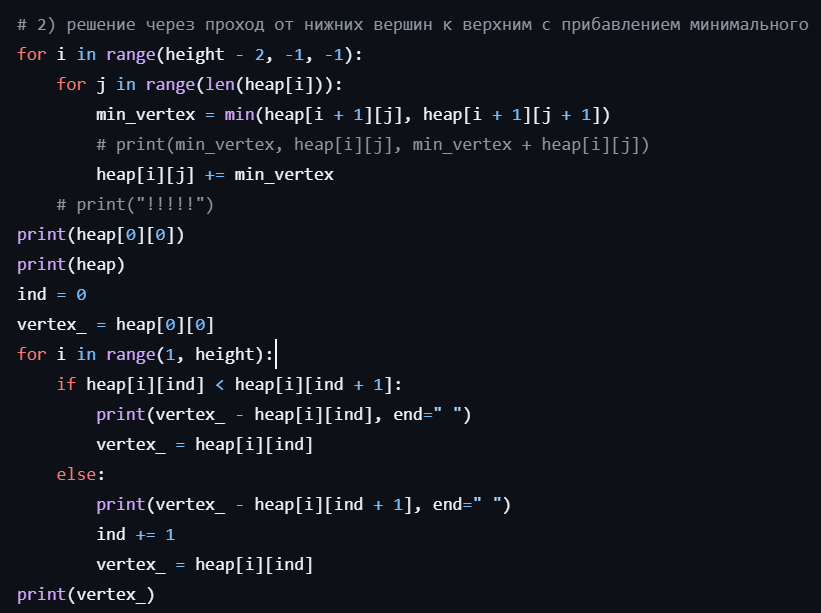 # 2) решение через проход от нижних вершин к верхним с прибавлением минимального
for i in range(height - 2, -1, -1):
    for j in range(len(heap[i])):
        min_vertex = min(heap[i + 1][j], heap[i + 1][j + 1])
        # print(min_vertex, heap[i][j], min_vertex + heap[i][j])
        heap[i][j] += min_vertex
    # print("!!!!!")
print(heap[0][0])
print(heap)
ind = 0
vertex_ = heap[0][0]
for i in range(1, height):
    if heap[i][ind] < heap[i][ind + 1]:
        print(vertex_ - heap[i][ind], end=" ")
        vertex_ = heap[i][ind]
    else:
        print(vertex_ - heap[i][ind + 1], end=" ")
        ind += 1
        vertex_ = heap[i][ind]
print(vertex_)